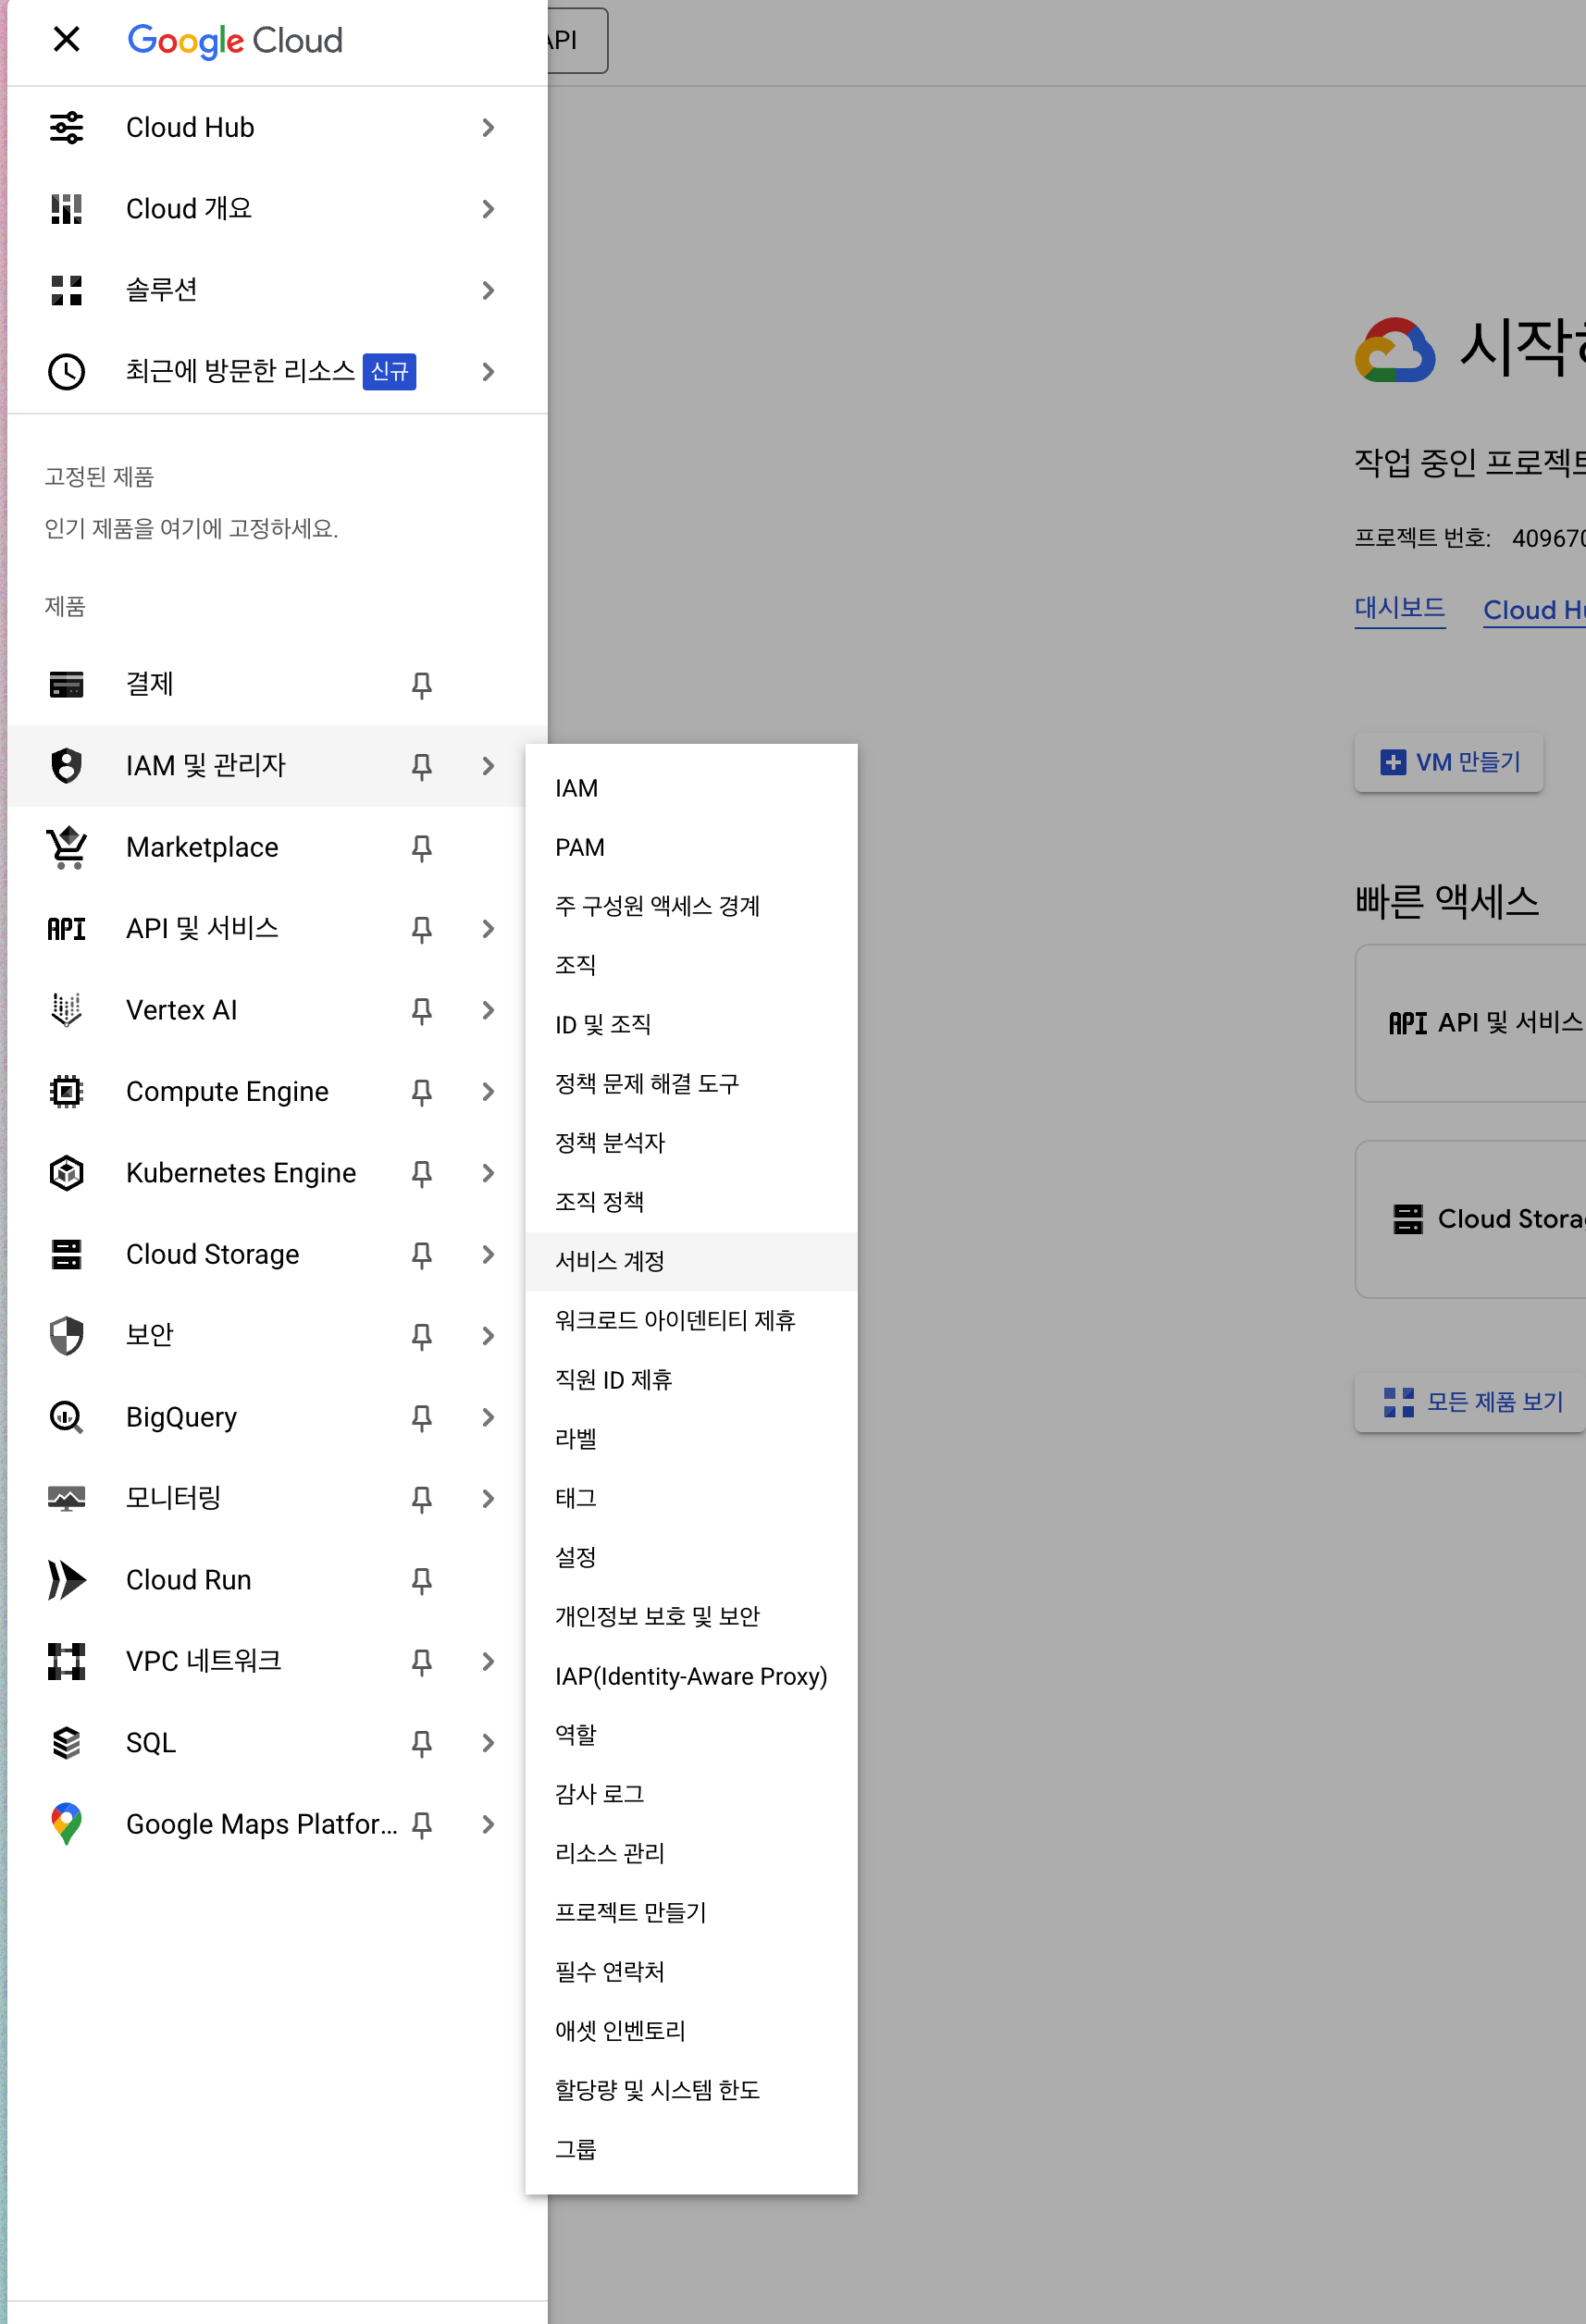 Google Cloud
API
Cloud Hub
Cloud 개요
솔루션
최근에 방문한 리소스 신규
고정된 제품
인기 제품을 여기에 고정하세요.
제품
결제
IAM 및 관리자
Marketplace
API 및 서비스
Vertex AI
Compute Engine
Kubernetes Engine
Cloud Storage
보안
BigQuery
모니터링
Cloud Run
VPC 네트워크
SQL
Google Maps Platfor...
IAM
PAM
주 구성원 액세스 경계
조직
ID 및 조직
정책 문제 해결 도구
정책 분석자
조직 정책
서비스 계정
워크로드 아이덴티티 제휴
직원 ID 제휴
라벨
태그
설정
개인정보 보호 및 보안
IAP(Identity-Aware Proxy)
역할
감사 로그
리소스 관리
프로젝트 만들기
필수 연락처
애셋 인벤토리
할당량 및 시스템 한도
그룹
시작
작업 중인 프로젝트
프로젝트 번호: 40967
대시보드 Cloud
VM 만들기
빠른 액세스
API API 및 서비스
Cloud
모든 제품 보기